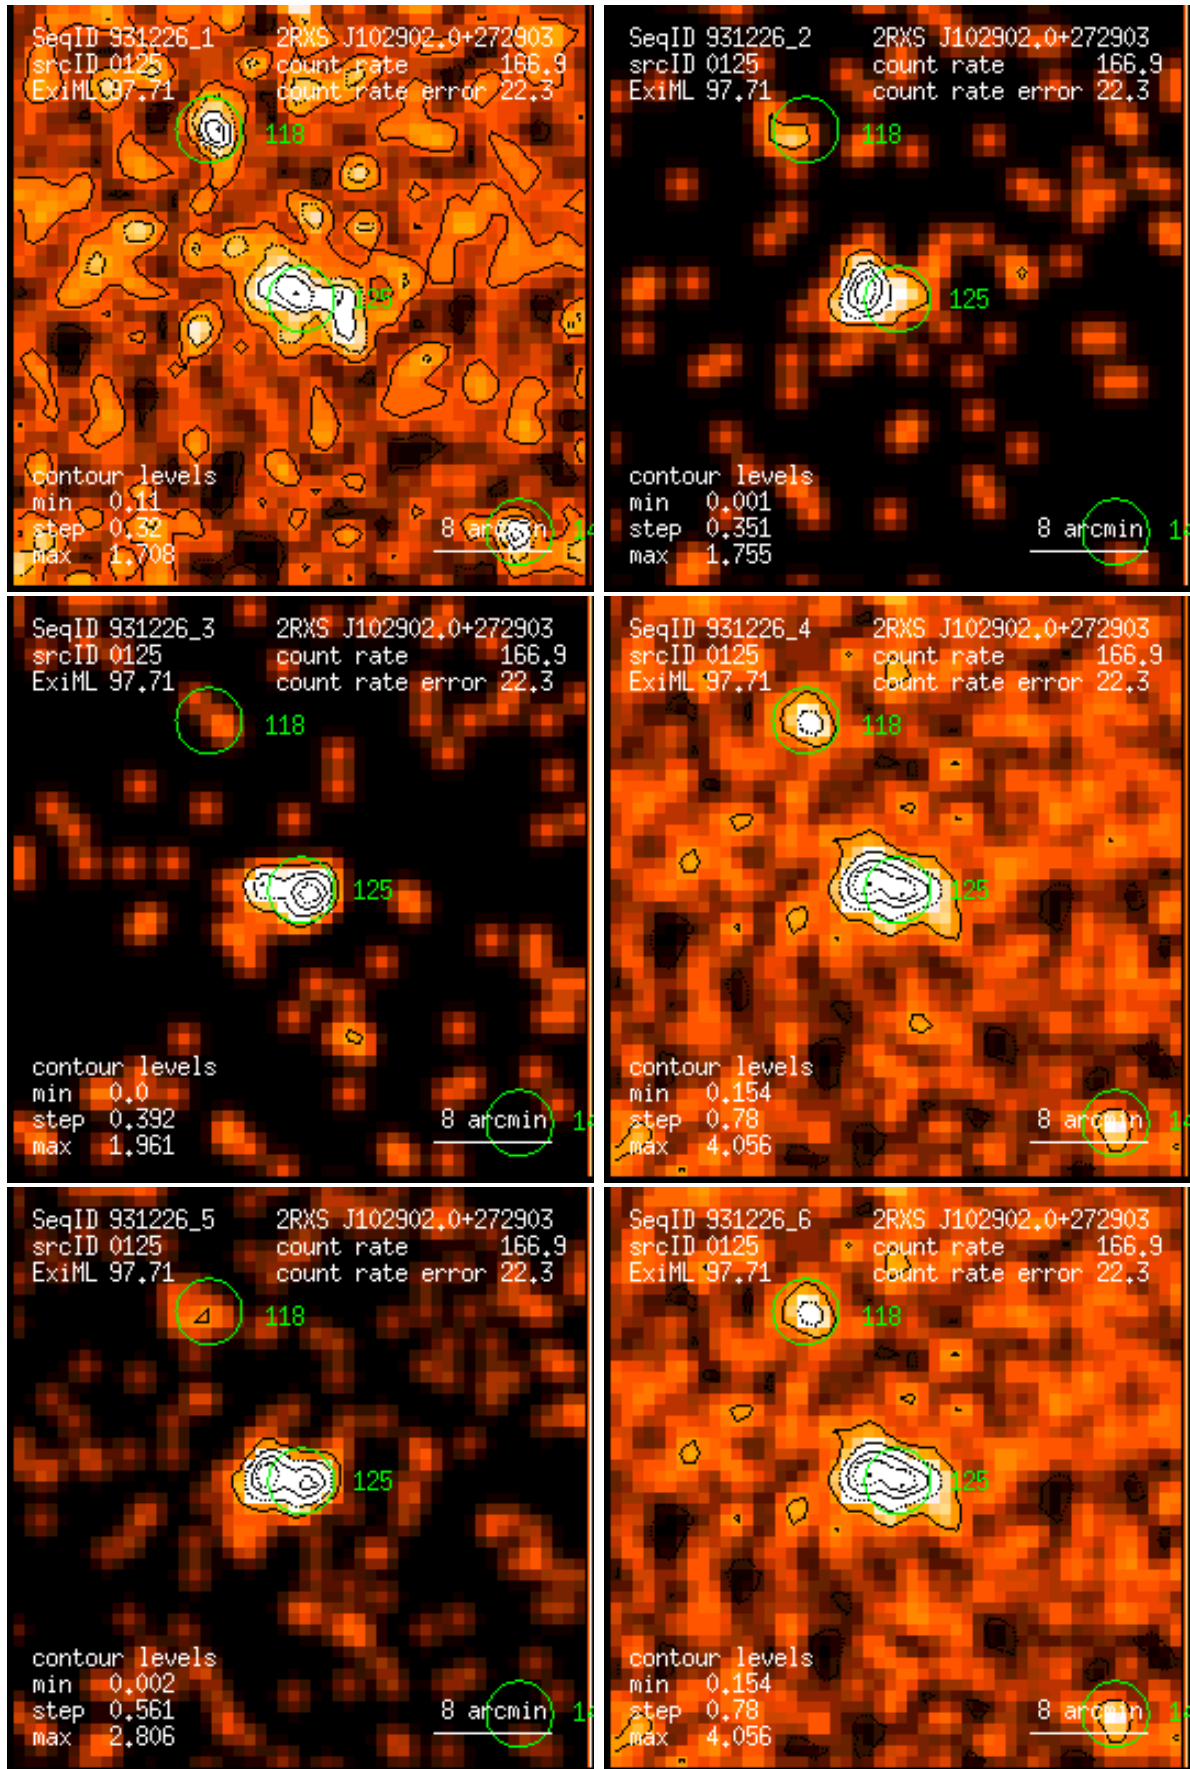 SeqID 931226_1 2RXS J102902.0+272903
srcID 0125 count rate 166.9
ExiML 97.71 count rate error 22.3
118
125
contour levels
min 0.11
step 0.32
max 1.708
8 arcmin
SeqID 931226_2 2RXS J102902.0+272903
srcID 0125 count rate 166.9
ExiML 97.71 count rate error 22.3
118
125
contour levels
min 0.001
step 0.351
max 1.755
8 arcmin
SeqID 931226_3 2RXS J102902.0+272903
srcID 0125 count rate 166.9
ExiML 97.71 count rate error 22.3
118
125
contour levels
min 0.0
step 0.392
max 1.961
8 arcmin
SeqID 931226_4 2RXS J102902.0+272903
srcID 0125 count rate 166.9
ExiML 97.71 count rate error 22.3
118
125
contour levels
min 0.154
step 0.78
max 4.056
8 arcmin
SeqID 931226_5 2RXS J102902.0+272903
srcID 0125 count rate 166.9
ExiML 97.71 count rate error 22.3
118
125
contour levels
min 0.002
step 0.561
max 2.806
8 arcmin
SeqID 931226_6 2RXS J102902.0+272903
srcID 0125 count rate 166.9
ExiML 97.71 count rate error 22.3
118
125
contour levels
min 0.154
step 0.78
max 4.056
8 arcmin